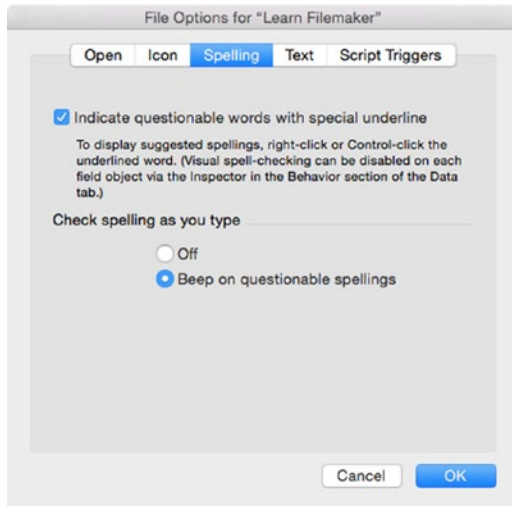 File Options for “Learn Filemaker”
Open Icon Spelling Text Script Triggers
Indicate questionable words with special underline
To display suggested spellings, right-click or Control-click the
underlined word. (Visual spell-checking can be disabled on each
field object via the Inspector in the Behavior section of the Data
tab.)
Check spelling as you type
Off
Beep on questionable spellings
Cancel OK